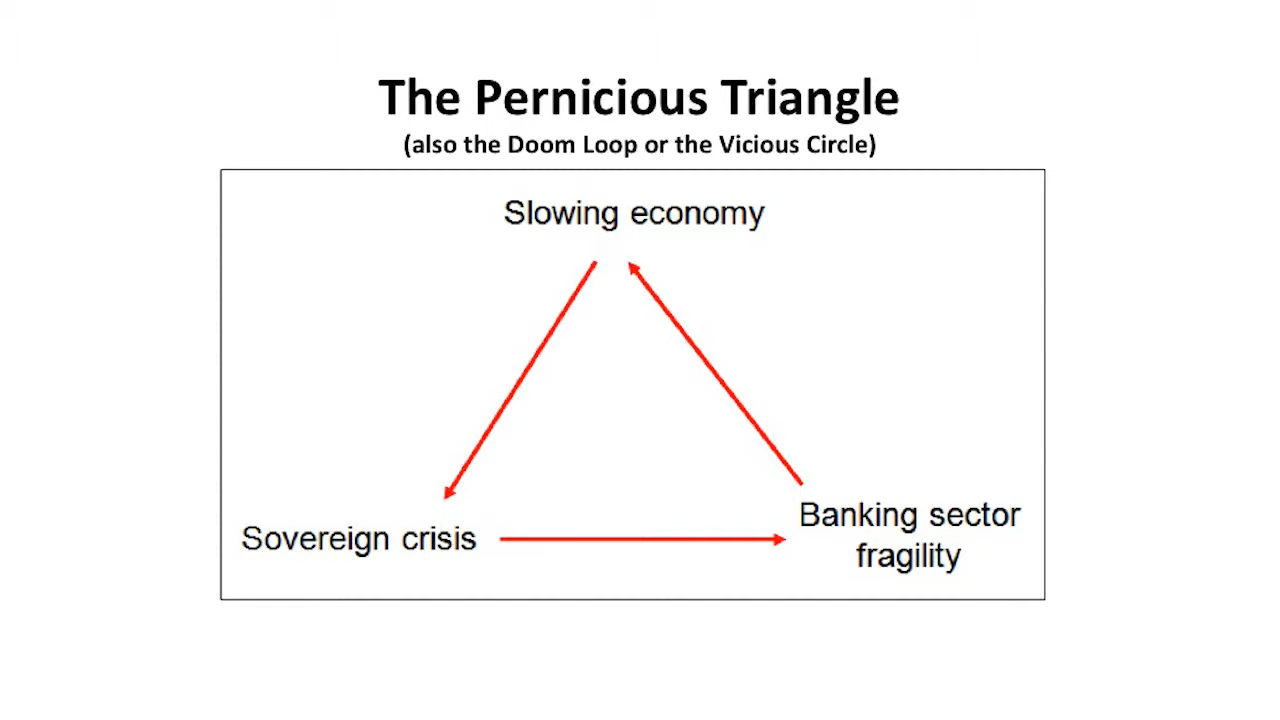 The Pernicious Triangle
(also the Doom Loop or the Vicious Circle)
Slowing economy
Sovereign crisis
Banking sector
fragility